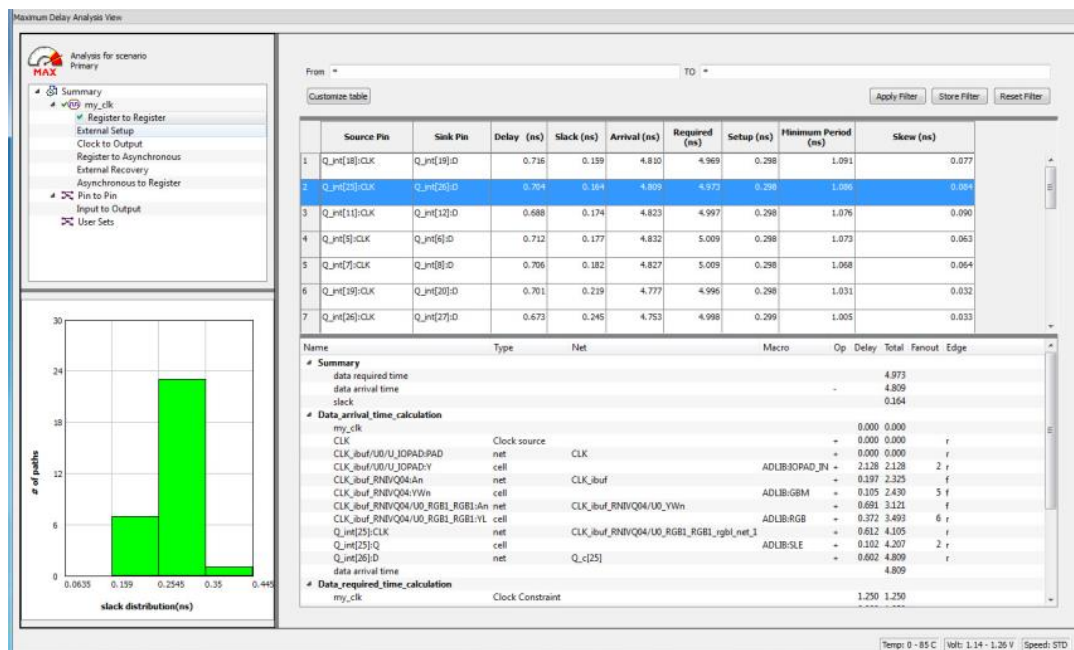 Maximum Delay Analysis View
MAX
Analysis for scenario
Primary
Summary
my_clk
Register to Register
External Setup
Clock to Output
Register to Asynchronous
External Recovery
Asynchronous to Register
Pin to Pin
Input to Output
User Sets
From * TO *
Customize table Apply Filter Store Filter Reset Filter
Source Pin Sink Pin Delay (ns) Slack (ns) Arrival (ns) Required (ns) Setup (ns) Minimum Period (ns) Skew (ns)
1 Q_int[18]:CLK Q_int[19]:D 0.716 0.159 4.810 4.969 0.298 1.091 0.077
2 Q_int[25]:CLK Q_int[26]:D 0.704 0.164 4.809 4.973 0.298 1.086 0.084
3 Q_int[11]:CLK Q_int[12]:D 0.688 0.174 4.823 4.997 0.298 1.076 0.090
4 Q_int[5]:CLK Q_int[6]:D 0.712 0.177 4.832 5.009 0.298 1.073 0.063
5 Q_int[7]:CLK Q_int[8]:D 0.706 0.182 4.827 5.009 0.298 1.068 0.064
6 Q_int[19]:CLK Q_int[20]:D 0.701 0.219 4.777 4.996 0.298 1.031 0.032
7 Q_int[26]:CLK Q_int[27]:D 0.673 0.245 4.753 4.998 0.299 1.005 0.033
# of paths
30
24
18
12
6
0
0.0635 0.159 0.2545 0.35 0.445
slack distribution(ns)
Name Type Net Macro Op Delay Total Fanout Edge
Summary
data required time 4.973
data arrival time - 4.809
slack 0.164
Data_arrival_time_calculation
my_clk 0.000 0.000
CLK Clock source + 0.000 0.000 r
CLK_ibuf/U0/U_IOPAD:PAD net CLK + 0.000 0.000 r
CLK_ibuf/U0/U_IOPAD:Y cell ADLIB:IOPAD_IN + 2.128 2.128 2 r
CLK_ibuf_RNIVQ04:An net CLK_ibuf + 0.197 2.325 f
CLK_ibuf_RNIVQ04:YWn cell ADLIB:GBM + 0.105 2.430 5 f
CLK_ibuf_RNIVQ04/U0_RGB1_RGB1:An net CLK_ibuf_RNIVQ04/U0_YWn + 0.691 3.121 f
CLK_ibuf_RNIVQ04/U0_RGB1_RGB1:YL cell ADLIB:RGB + 0.372 3.493 6 r
Q_int[25]:CLK net CLK_ibuf_RNIVQ04/U0_RGB1_RGB1_rgbl_net_1 + 0.612 4.105 r
Q_int[25]:Q cell ADLIB:SLE + 0.102 4.207 2 r
Q_int[26]:D net Q_c[25] + 0.602 4.809 r
data arrival time 4.809
Data_required_time_calculation
my_clk Clock Constraint 1.250 1.250
Temp: 0 - 85 C Volt: 1.14 - 1.26 V Speed: STD